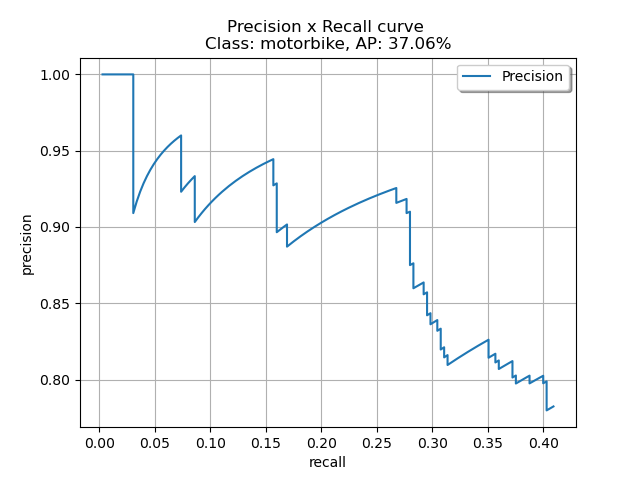 Precision x Recall curve
Class: motorbike, AP: 37.06%
Precision
1.00
0.95
0.90
0.85
0.80
precision
0.00 0.05 0.10 0.15 0.20 0.25 0.30 0.35 0.40
recall